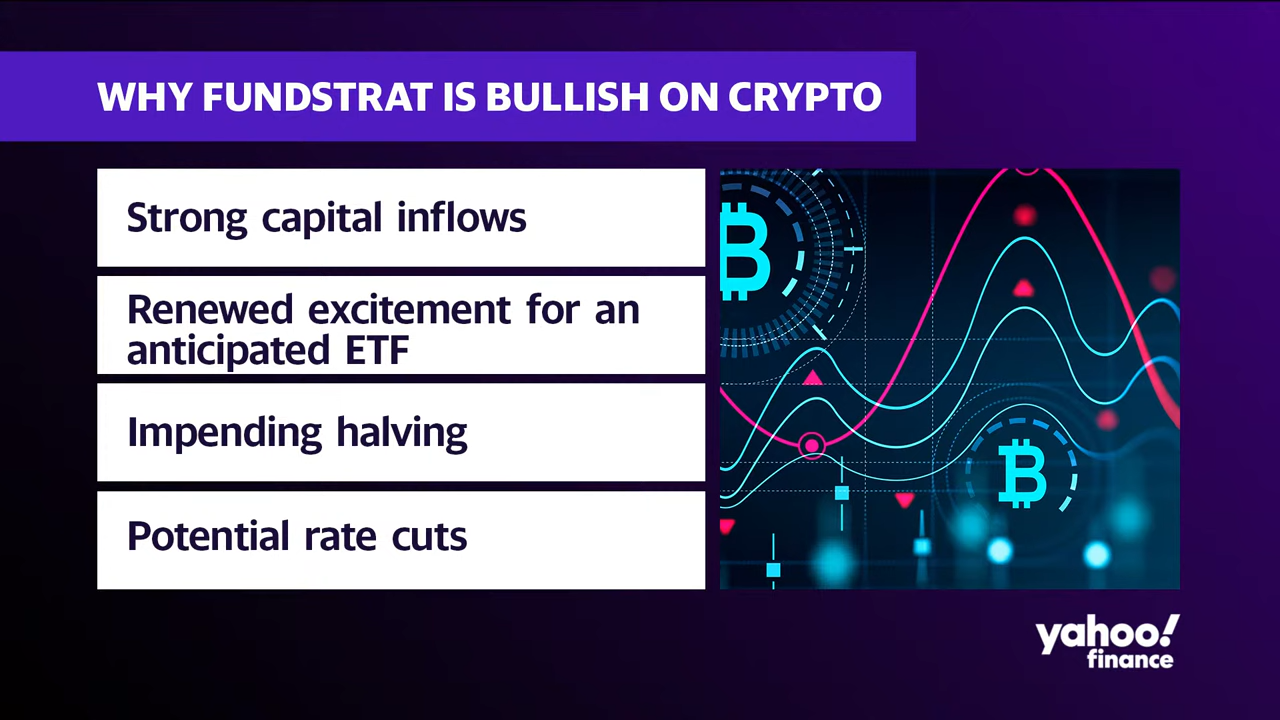 WHY FUNDSTRAT IS BULLISH ON CRYPTO
Strong capital inflows
Renewed excitement for an
anticipated ETF
Impending halving
Potential rate cuts
yahoo!
finance